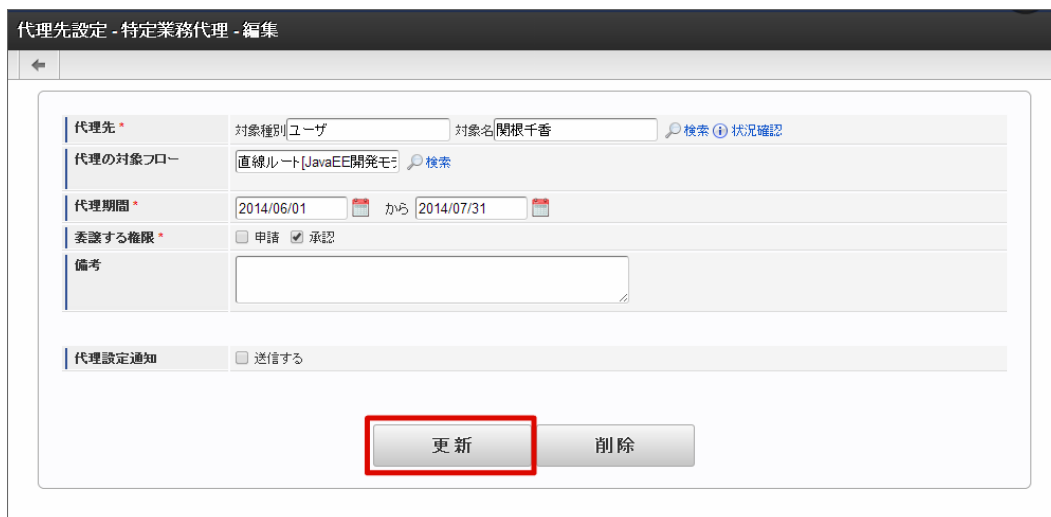 代理先設定 - 特定業務代理 - 編集
代理先 * 対象種別 ユーザ 対象名 関根千香 検索 状況確認
代理の対象フロー 直線ルート[JavaEE開発モデ 検索
代理期間 * 2014/06/01 から 2014/07/31
委譲する権限 * 申請 承認
備考
代理設定通知 送信する
更新 削除